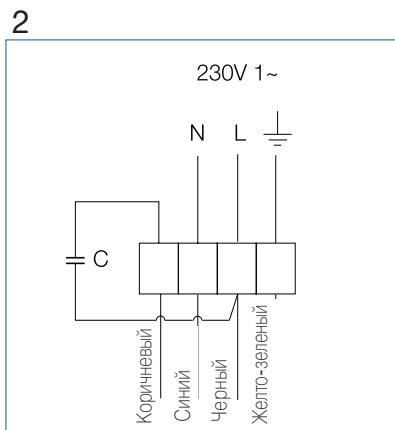 2
230V 1~
N L
C
Коричневый
Синий
Черный
Желто-зеленый